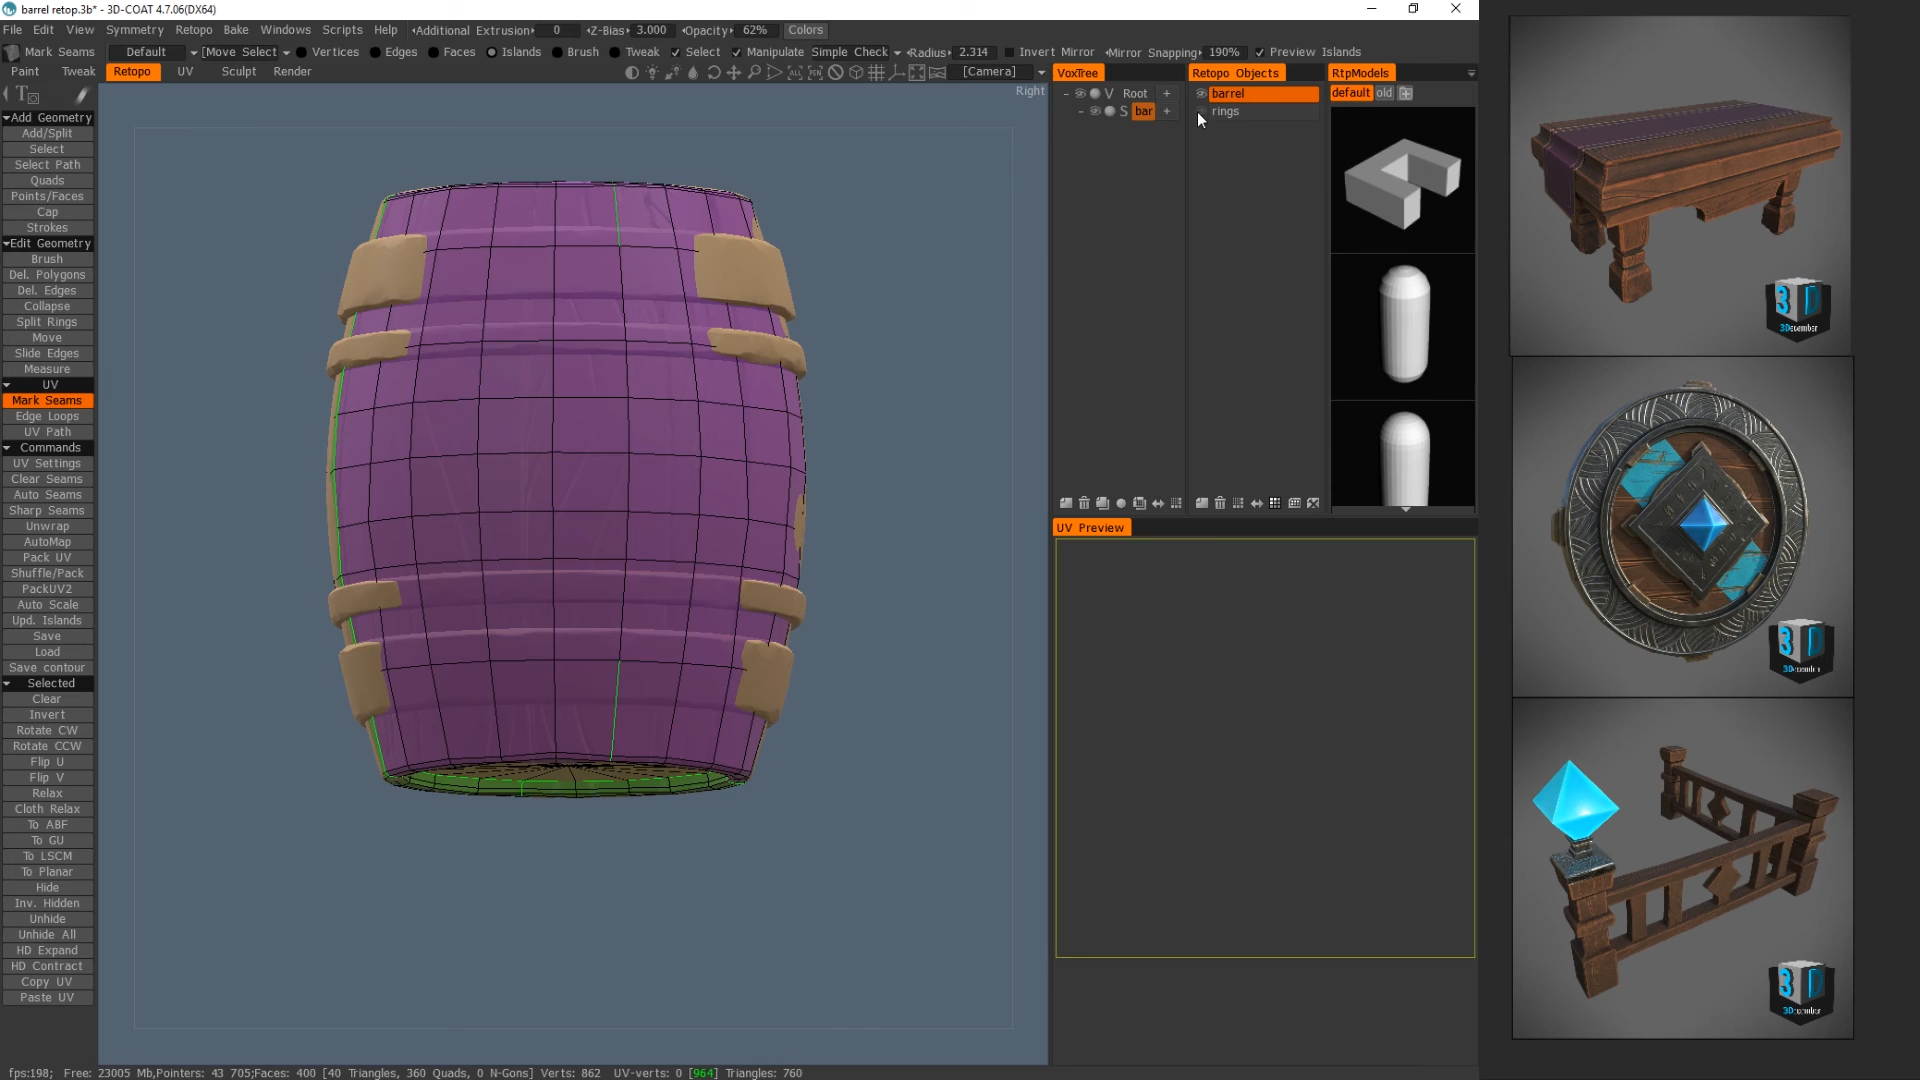 barrel retop.3b* - 3D-COAT 4.7.06(DX64)
File Edit View Symmetry Retopo Bake Windows Scripts Help Additional Extrusion 0 Z-Bias 3.000 Opacity 62% Colors
Mark Seams Default [Move Select Vertices Edges Faces Islands Brush Tweak Select Manipulate Simple Check Radius 2.314 Invert Mirror Mirror Snapping 190% Preview Islands
Paint Tweak Retopo UV Sculpt Render [Camera] VoxTree Retopo Objects RtpModels
Right
V Root + barrel default old
S bar + rings
Add Geometry
Add/Split
Select
Select Path
Quads
Points/Faces
Cap
Strokes
Edit Geometry
Brush
Del. Polygons
Del. Edges
Collapse
Split Rings
Move
Slide Edges
Measure
UV
Mark Seams
Edge Loops
UV Path
Commands
UV Settings
Clear Seams
Auto Seams
Sharp Seams
Unwrap
AutoMap
Pack UV
Shuffle/Pack
PackUV2
Auto Scale
Upd. Islands
Save
Load
Save contour
Selected
Clear
Invert
Rotate CW
Rotate CCW
Flip U
Flip V
Relax
Cloth Relax
To ABF
To GU
To LSCM
To Planar
Hide
Inv. Hidden
Unhide
Unhide All
HD Expand
HD Contract
Copy UV
Paste UV
UV Preview
3D
3December
3D
3December
3D
3December
fps:198; Free: 23005 Mb,Pointers: 43 705;Faces: 400 [40 Triangles, 360 Quads, 0 N-Gons] Verts: 862 UV-verts: 0 [964] Triangles: 760